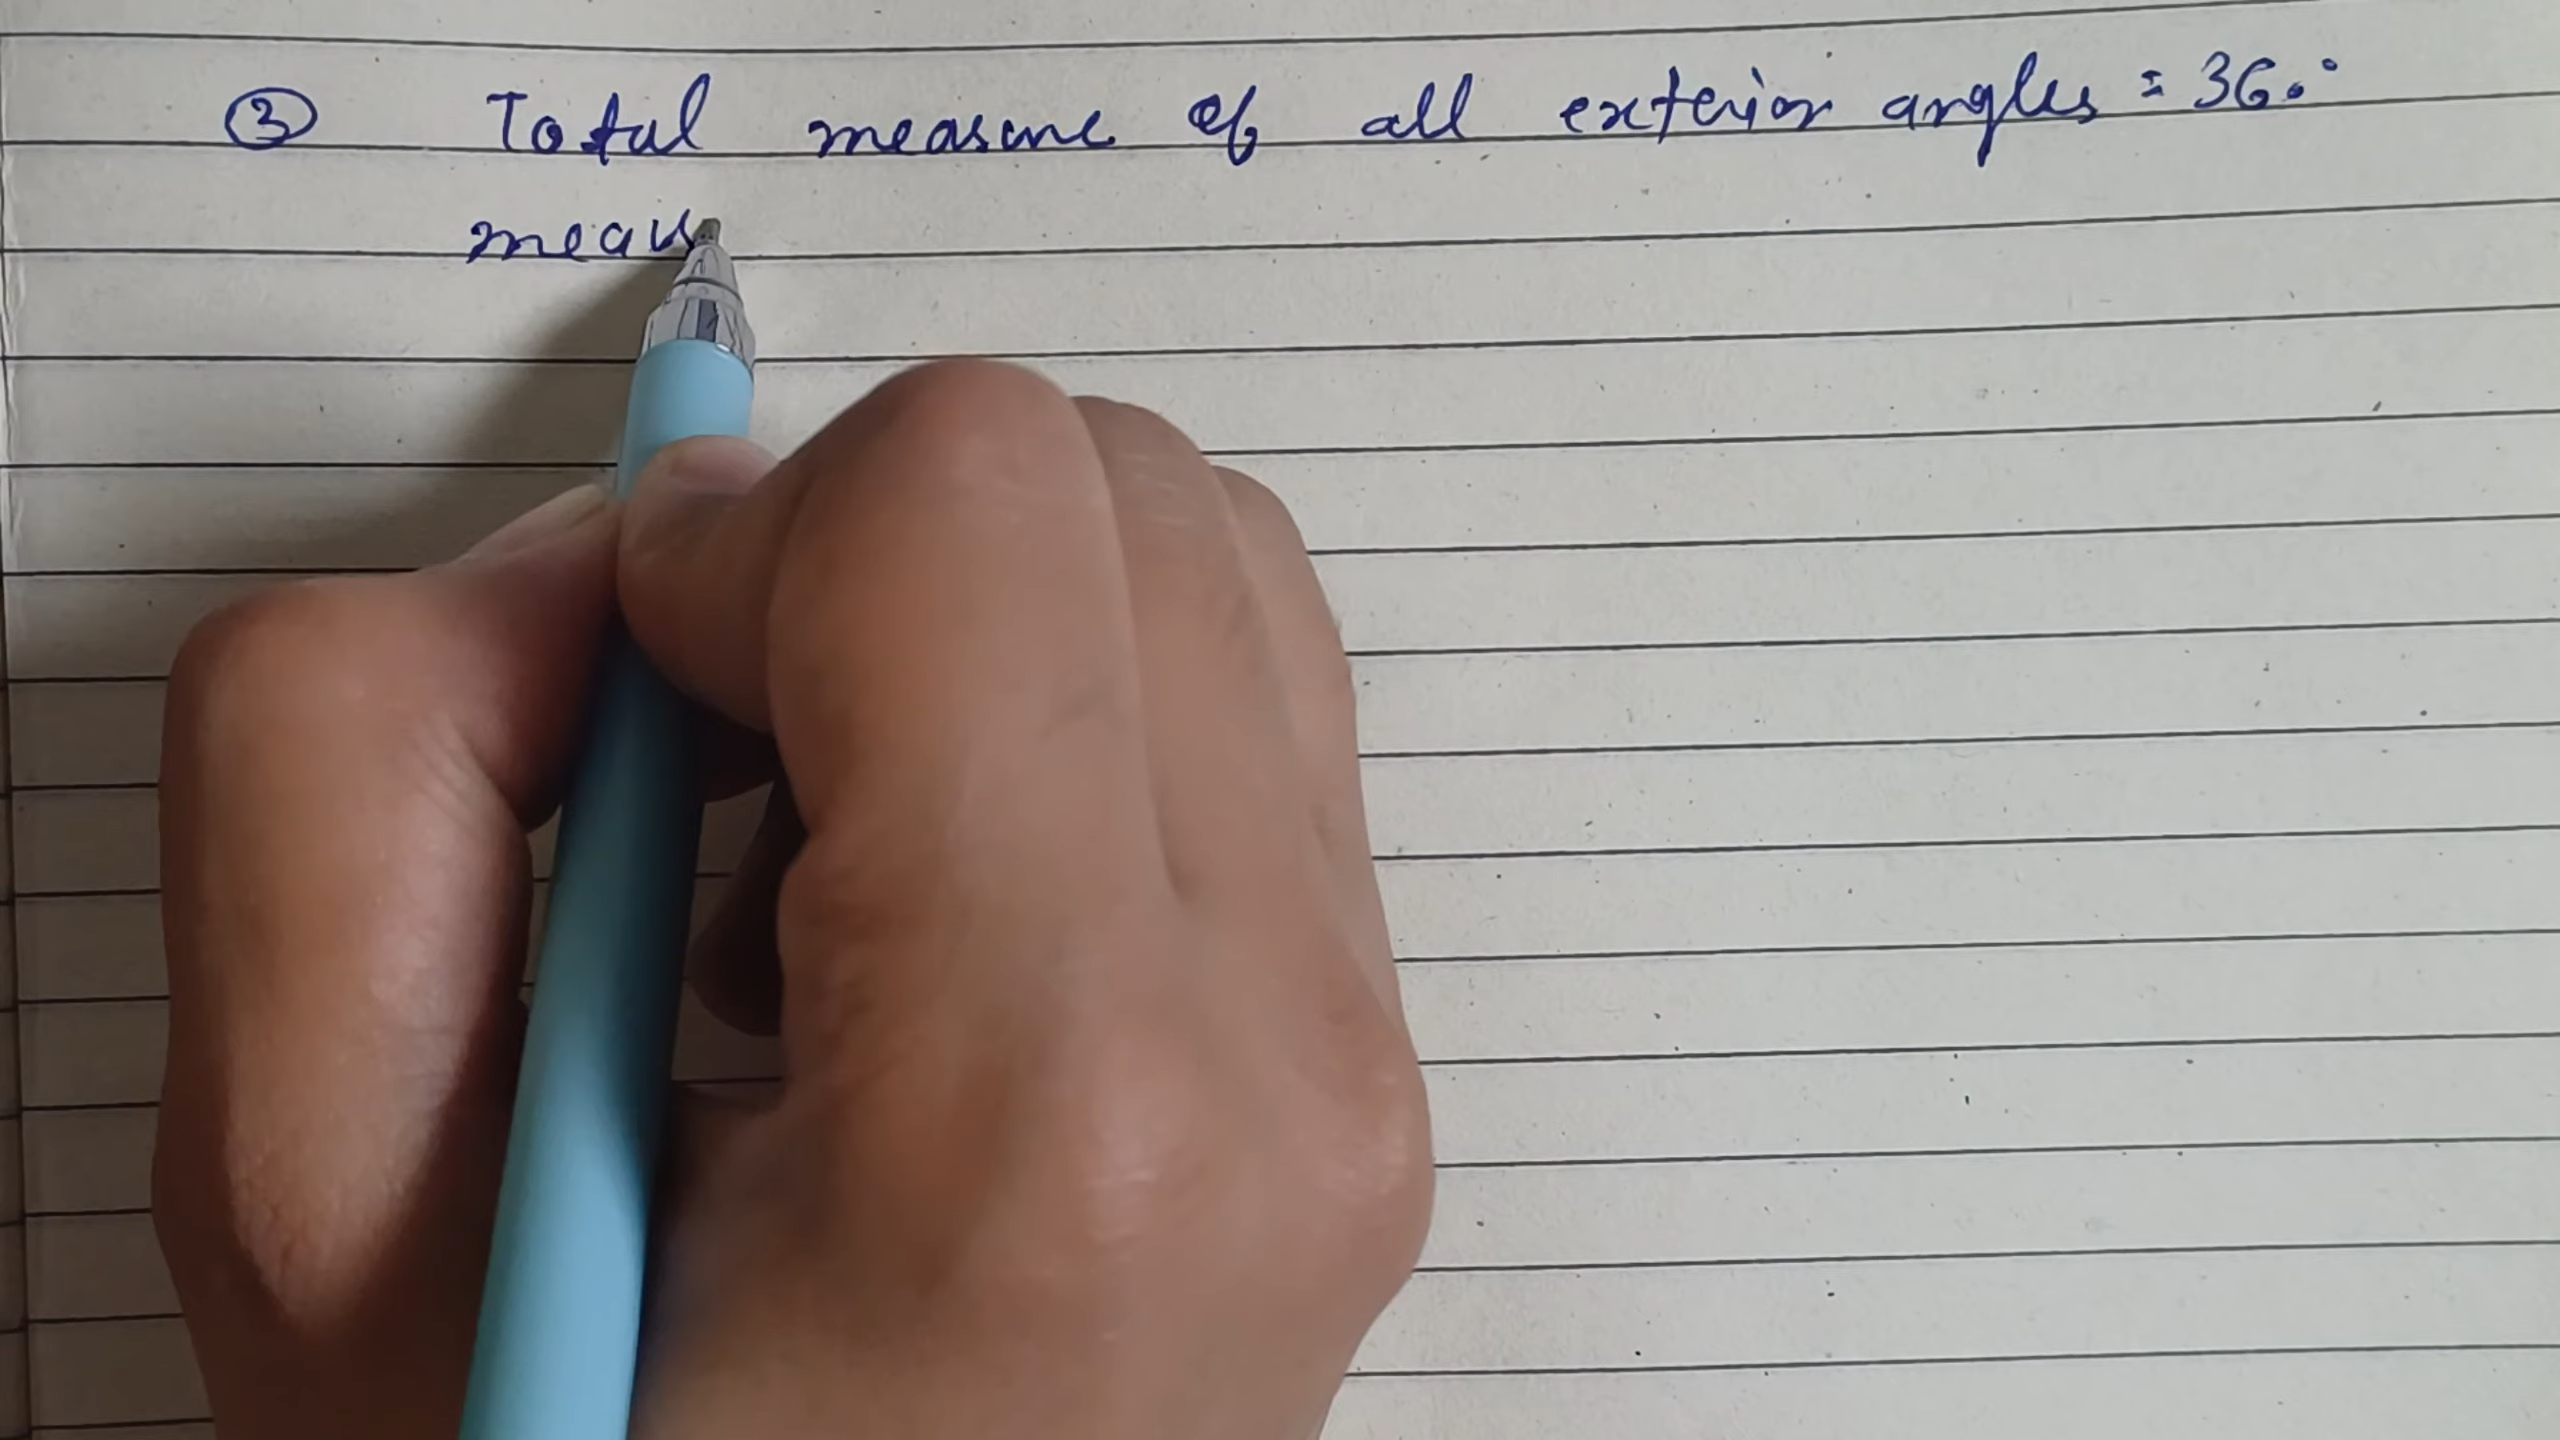 ③ Total measure of all exterior angles = 360°
meas